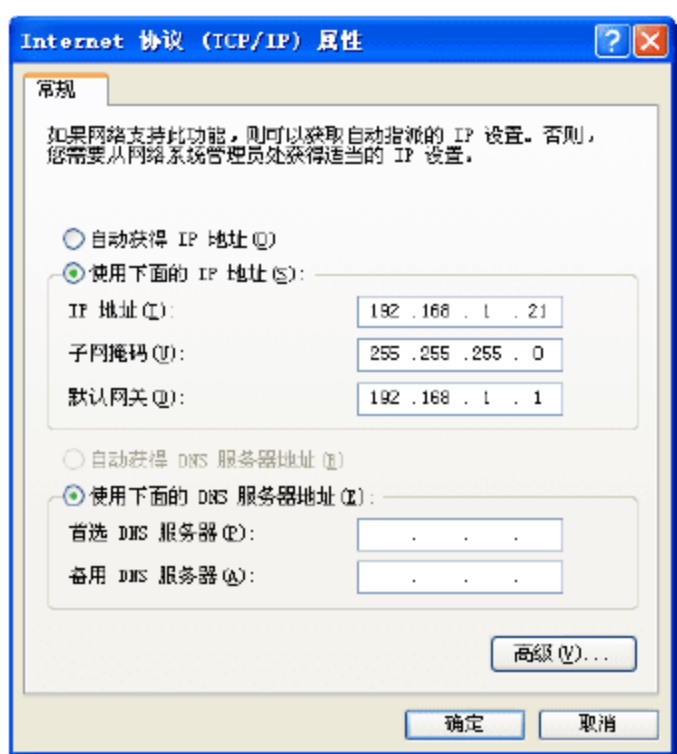 Internet 协议 (TCP/IP) 属性
常规
如果网络支持此功能,则可以获取自动指派的 IP 设置。否则,
您需要从网络系统管理员处获得适当的 IP 设置。
自动获得 IP 地址(O)
使用下面的 IP 地址(S):
IP 地址(I): 192 .168 . 1 . 21
子网掩码(U): 255 .255 .255 . 0
默认网关(D): 192 .168 . 1 . 1
自动获得 DNS 服务器地址(B)
使用下面的 DNS 服务器地址(E):
首选 DNS 服务器(P): . . .
备用 DNS 服务器(A): . . .
高级(V)...
确定 取消